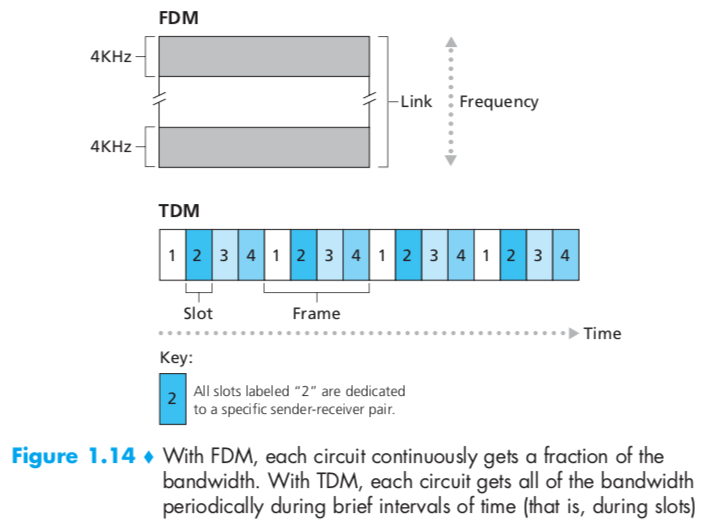 FDM
4KHz
Link
Frequency
4KHz
TDM
1 2 3 4 1 2 3 4 1 2 3 4 1 2 3 4
Slot
Frame
Time
Key:
2
All slots labeled “2” are dedicated
to a specific sender-receiver pair.
Figure 1.14 ♦ With FDM, each circuit continuously gets a fraction of the
bandwidth. With TDM, each circuit gets all of the bandwidth
periodically during brief intervals of time (that is, during slots)